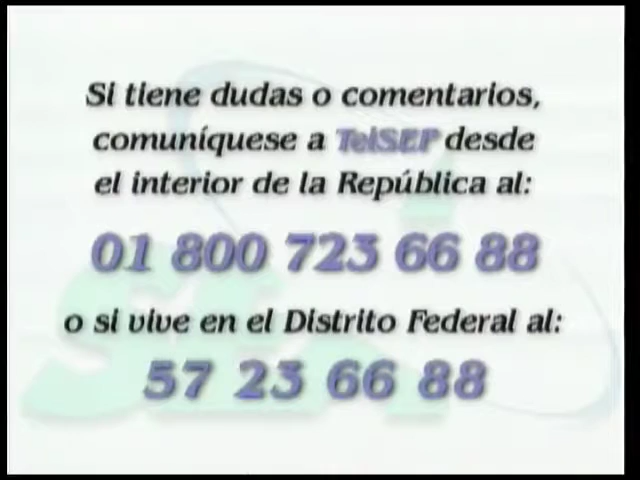 Si tiene dudas o comentarios,
comuníquese a TelSEP desde
el interior de la República al:
01 800 723 66 88
o si vive en el Distrito Federal al:
57 23 66 88